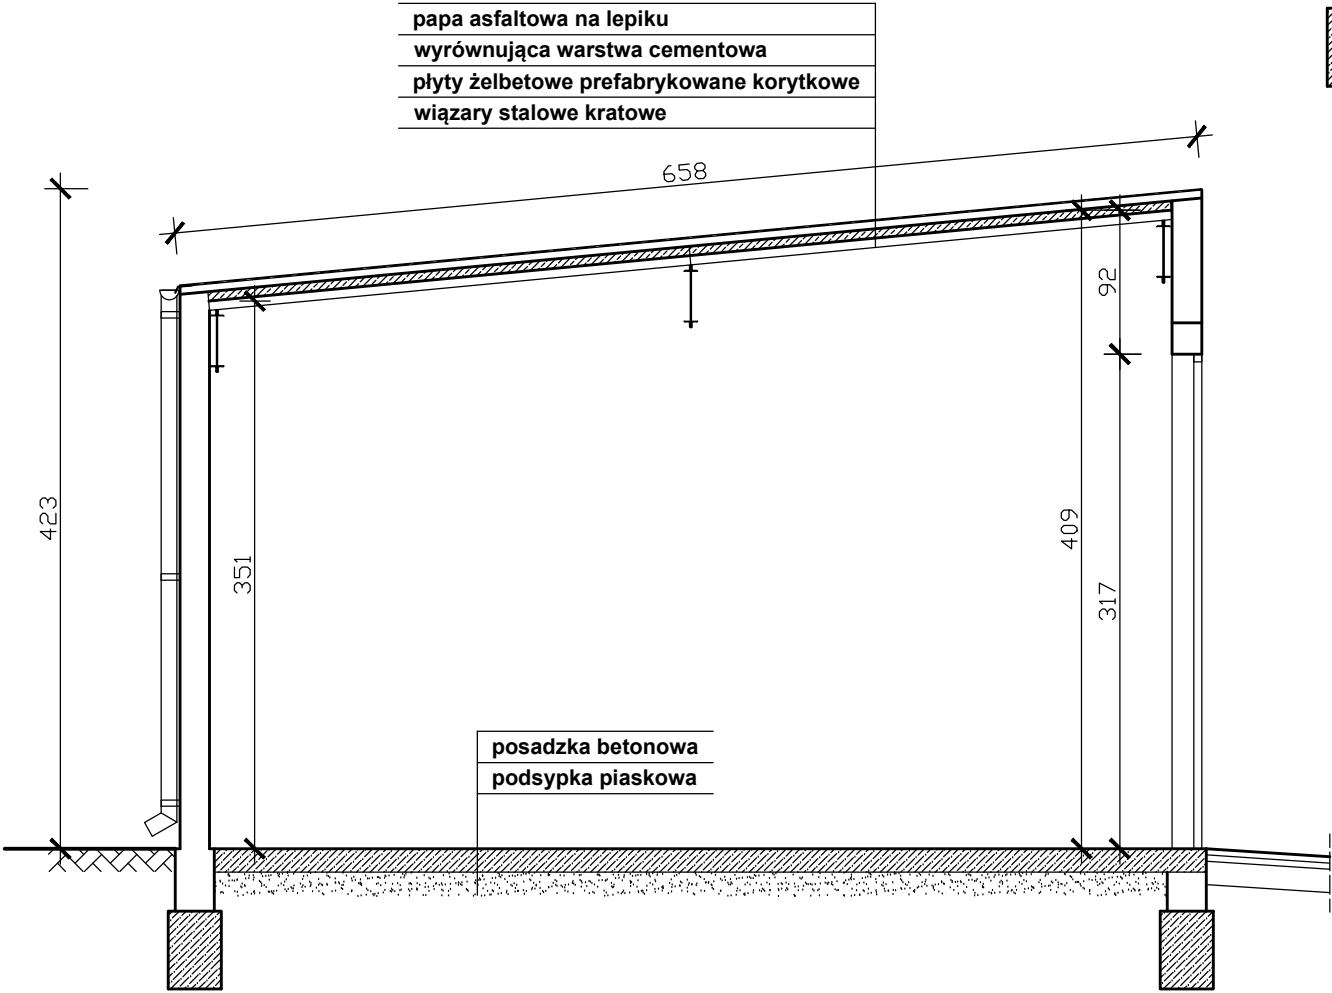 papa asfaltowa na lepiku
wyrównująca warstwa cementowa
płyty żelbetowe prefabrykowane korytkowe
wiązary stalowe kratowe
658
92
423
409
351
317
posadzka betonowa
podsypka piaskowa